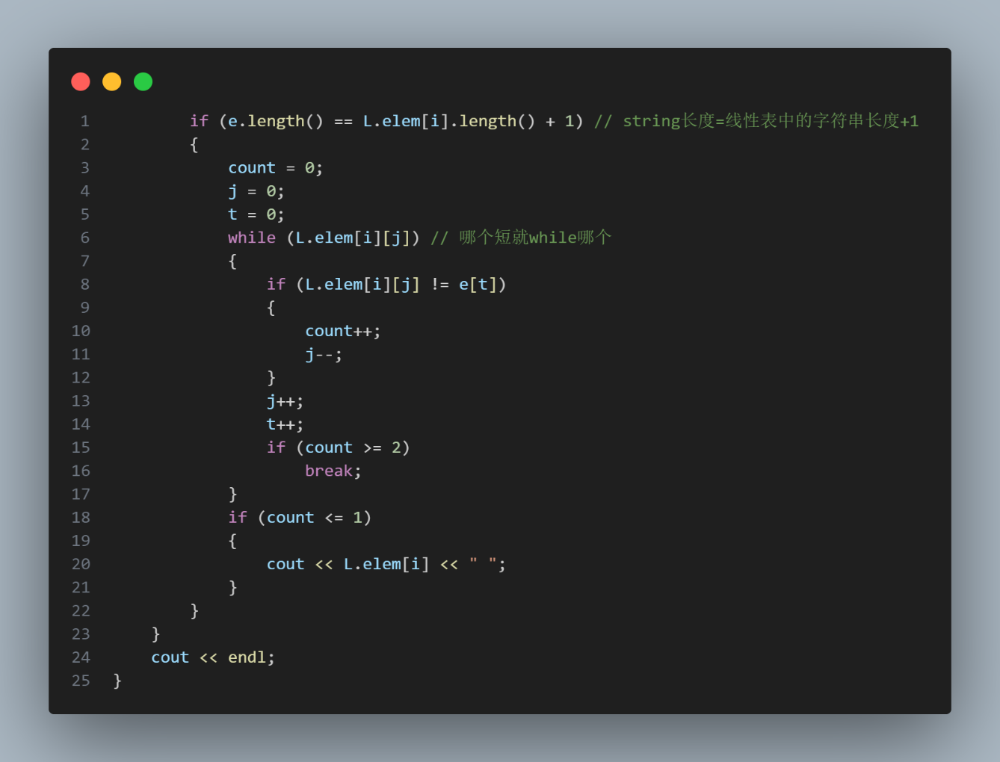 1 if (e.length() == L.elem[i].length() + 1) // string长度=线性表中的字符串长度+1
2 {
3 count = 0;
4 j = 0;
5 t = 0;
6 while (L.elem[i][j]) // 哪个短就while哪个
7 {
8 if (L.elem[i][j] != e[t])
9 {
10 count++;
11 j--;
12 }
13 j++;
14 t++;
15 if (count >= 2)
16 break;
17 }
18 if (count <= 1)
19 {
20 cout << L.elem[i] << " ";
21 }
22 }
23 }
24 cout << endl;
25 }